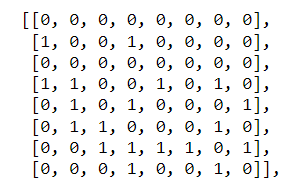 [[0, 0, 0, 0, 0, 0, 0, 0],
[1, 0, 0, 1, 0, 0, 0, 0],
[0, 0, 0, 0, 0, 0, 0, 0],
[1, 1, 0, 0, 1, 0, 1, 0],
[0, 1, 0, 1, 0, 0, 0, 1],
[0, 1, 1, 0, 0, 0, 1, 0],
[0, 0, 1, 1, 1, 1, 0, 1],
[0, 0, 0, 1, 0, 0, 1, 0]],